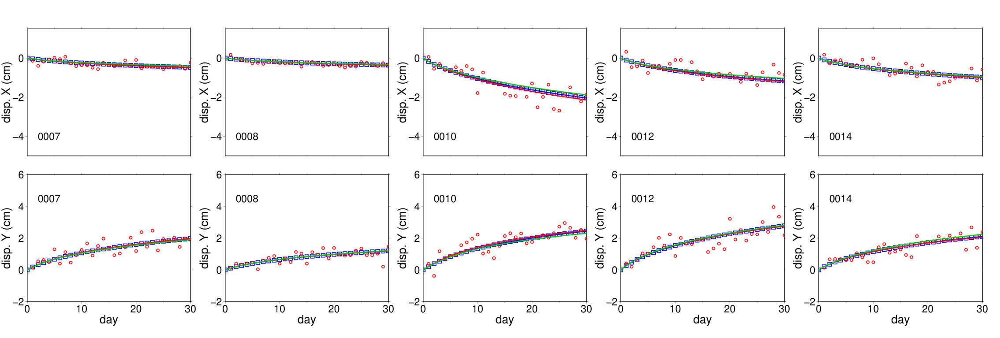 disp. X (cm) 0 −2 −4 0007
disp. X (cm) 0 −2 −4 0008
disp. X (cm) 0 −2 −4 0010
disp. X (cm) 0 −2 −4 0012
disp. X (cm) 0 −2 −4 0014
disp. Y (cm) 6 4 2 0 −2 0007
0 10 20 30
day
disp. Y (cm) 6 4 2 0 −2 0008
0 10 20 30
day
disp. Y (cm) 6 4 2 0 −2 0010
0 10 20 30
day
disp. Y (cm) 6 4 2 0 −2 0012
0 10 20 30
day
disp. Y (cm) 6 4 2 0 −2 0014
0 10 20 30
day